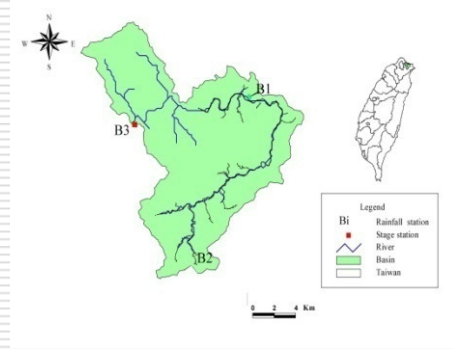 N
W E
S
B1
B3
B2
Legend
Bi Rainfall station
Stage station
River
Basin
Taiwan
0 2 4 Km